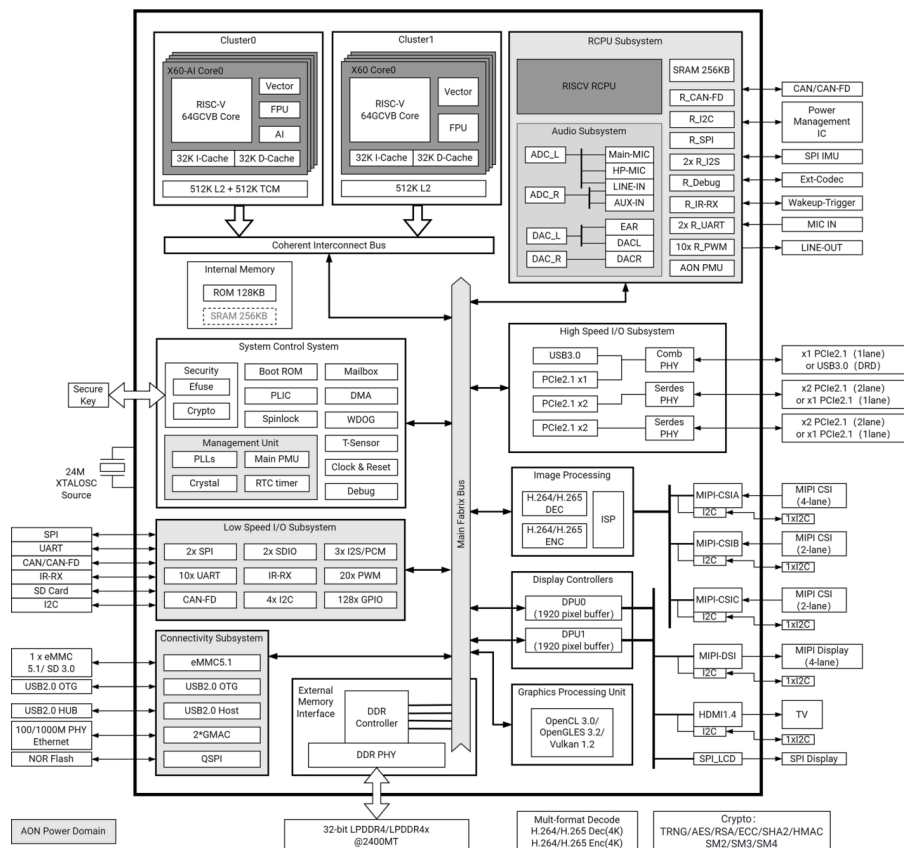 Cluster0
X60-AI Core0
RISC-V
64GCVB Core
Vector
FPU
AI
32K I-Cache
32K D-Cache
512K L2 + 512K TCM
Cluster1
X60 Core0
RISC-V
64GCVB Core
Vector
FPU
32K I-Cache
32K D-Cache
512K L2
Coherent Interconnect Bus
Internal Memory
ROM 128KB
SRAM 256KB
RCPU Subsystem
RISCV RCPU
SRAM 256KB
R_CAN-FD
R_I2C
R_SPI
2x R_I2S
R_Debug
R_IR-RX
2x R_UART
10x R_PWM
AON PMU
Audio Subsystem
ADC_L
ADC_R
DAC_L
DAC_R
Main-MIC
HP-MIC
LINE-IN
AUX-IN
EAR
DACL
DACR
CAN/CAN-FD
Power
Management
IC
SPI IMU
Ext-Codec
Wakeup-Trigger
MIC IN
LINE-OUT
System Control System
Security
Efuse
Crypto
Boot ROM
PLIC
Spinlock
Mailbox
DMA
WDOG
T-Sensor
Clock & Reset
Debug
Management Unit
PLLs
Main PMU
Crystal
RTC timer
Secure
Key
24M
XTALOSC
Source
Main Fabrix Bus
High Speed I/O Subsystem
USB3.0
PCIe2.1 x1
PCIe2.1 x2
PCIe2.1 x2
Comb
PHY
Serdes
PHY
Serdes
PHY
x1 PCIe2.1 (1lane)
or USB3.0 (DRD)
x2 PCIe2.1 (2lane)
or x1 PCIe2.1 (1lane)
x2 PCIe2.1 (2lane)
or x1 PCIe2.1 (1lane)
Low Speed I/O Subsystem
2x SPI
2x SDIO
3x I2S/PCM
10x UART
IR-RX
20x PWM
CAN-FD
4x I2C
128x GPIO
SPI
UART
CAN/CAN-FD
IR-RX
SD Card
I2C
Image Processing
H.264/H.265
DEC
H.264/H.265
ENC
ISP
MIPI-CSIA
I2C
MIPI CSI
(4-lane)
1xI2C
MIPI-CSIB
I2C
MIPI CSI
(2-lane)
1xI2C
MIPI-CSIC
I2C
MIPI CSI
(2-lane)
1xI2C
Display Controllers
DPU0
(1920 pixel buffer)
DPU1
(1920 pixel buffer)
MIPI-DSI
I2C
MIPI Display
(4-lane)
1xI2C
HDMI1.4
I2C
TV
1xI2C
SPI_LCD
SPI Display
Connectivity Subsystem
eMMC5.1
USB2.0 OTG
USB2.0 Host
2*GMAC
QSPI
1 x eMMC
5.1/ SD 3.0
USB2.0 OTG
USB2.0 HUB
100/1000M PHY
Ethernet
NOR Flash
External
Memory
Interface
DDR
Controller
DDR PHY
Graphics Processing Unit
OpenCL 3.0/
OpenGLES 3.2/
Vulkan 1.2
AON Power Domain
32-bit LPDDR4/LPDDR4x
@2400MT
Mult-format Decode
H.264/H.265 Dec(4K)
H.264/H.265 Enc(4K)
Crypto:
TRNG/AES/RSA/ECC/SHA2/HMAC
SM2/SM3/SM4